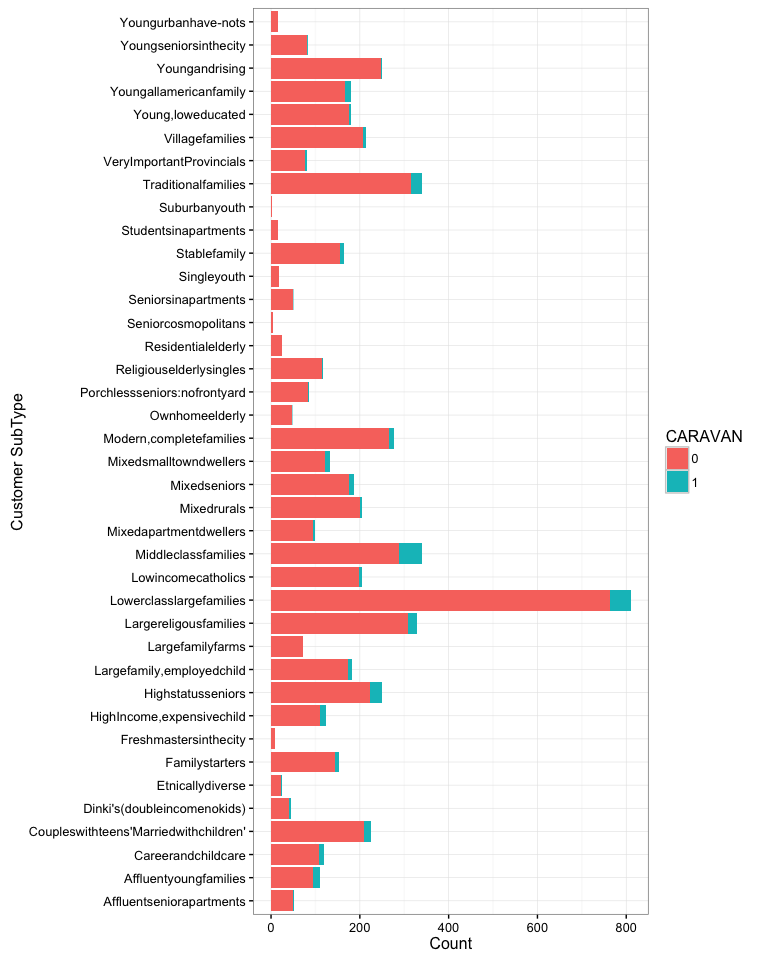 Youngurbanhave-nots
Youngseniorsinthecity
Youngandrising
Youngallamericanfamily
Young,loweducated
Villagefamilies
VeryImportantProvincials
Traditionalfamilies
Suburbanyouth
Studentsinapartments
Stablefamily
Singleyouth
Seniorsinapartments
Seniorcosmopolitans
Residentialelderly
Religiouselderlysingles
Porchlessseniors:nofrontyard
Ownhomeelderly
Modern,completefamilies
Mixedsmalltowndwellers
Mixedseniors
Mixedrurals
Mixedapartmentdwellers
Middleclassfamilies
Lowincomecatholics
Lowerclasslargefamilies
Largereligousfamilies
Largefamilyfarms
Largefamily,employedchild
Highstatusseniors
HighIncome,expensivechild
Freshmastersinthecity
Familystarters
Etnicallydiverse
Dinki's(doubleincomenokids)
Coupleswithteens'Marriedwithchildren'
Careerandchildcare
Affluentyoungfamilies
Affluentseniorapartments
Customer SubType
0 200 400 600 800
Count
CARAVAN
0
1